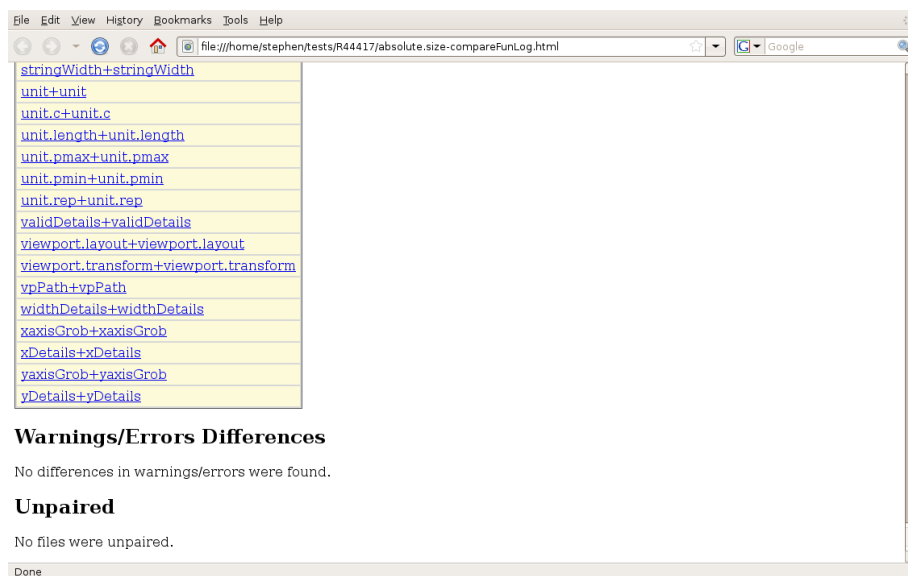 File Edit View History Bookmarks Tools Help
file:///home/stephen/tests/R44417/absolute.size-compareFunLog.html
G Google
stringWidth+stringWidth
unit+unit
unit.c+unit.c
unit.length+unit.length
unit.pmax+unit.pmax
unit.pmin+unit.pmin
unit.rep+unit.rep
validDetails+validDetails
viewport.layout+viewport.layout
viewport.transform+viewport.transform
vpPath+vpPath
widthDetails+widthDetails
xaxisGrob+xaxisGrob
xDetails+xDetails
yaxisGrob+yaxisGrob
yDetails+yDetails
Warnings/Errors Differences
No differences in warnings/errors were found.
Unpaired
No files were unpaired.
Done